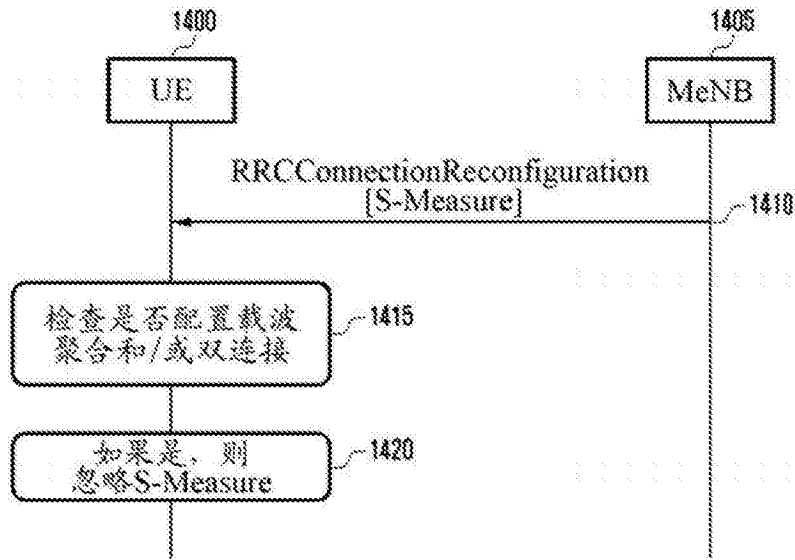 1400
1405
UE
MeNB
RRCConnectionReconfiguration
[S-Measure]
1410
检查是否配置载波
聚合和/或双连接
1415
如果是，则
忽略S-Measure
1420